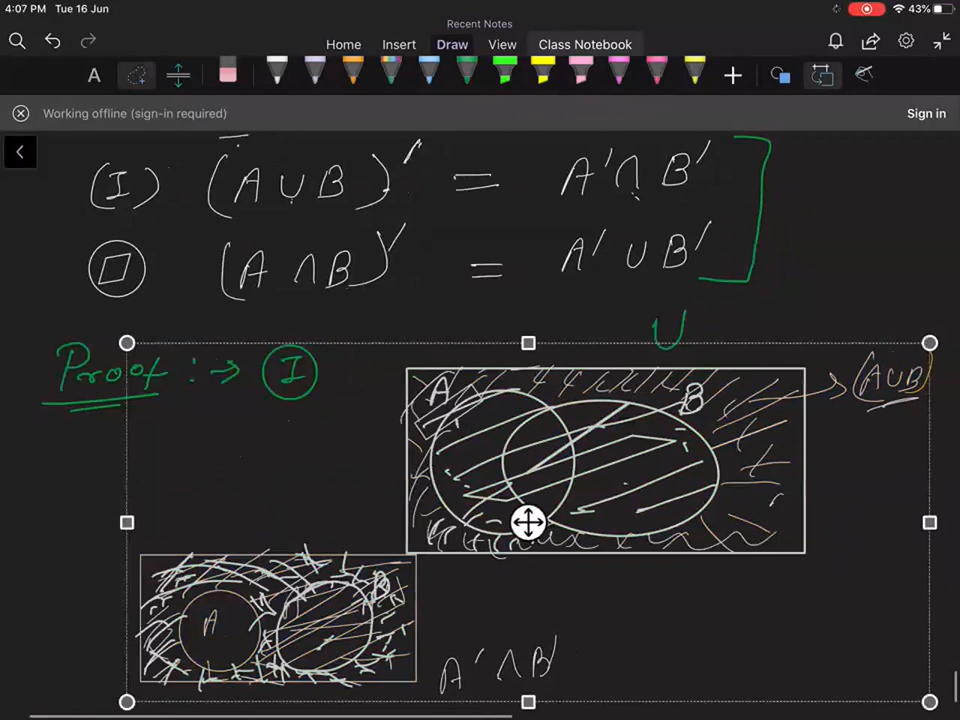 4:07 PM Tue 16 Jun
43%
Recent Notes
Home Insert Draw View Class Notebook
A
Working offline (sign-in required)
Sign in
(I) (A ∪ B)′ = A′ ∩ B′
(A ∩ B)′ = A′ ∪ B′
U
Proof :→ I
A
B
(A∪B)
A
B
A′ ∩ B′